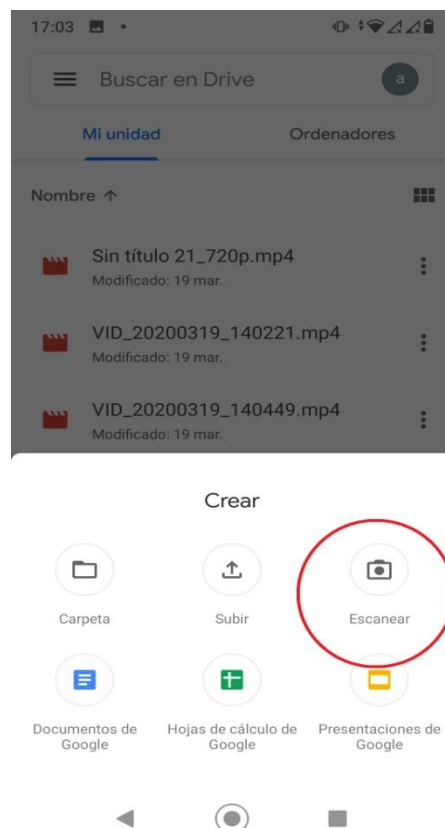 17:03
Buscar en Drive
a
Mi unidad
Ordenadores
Nombre ↑
Sin título 21_720p.mp4
Modificado: 19 mar.
VID_20200319_140221.mp4
Modificado: 19 mar.
VID_20200319_140449.mp4
Modificado: 19 mar.
Crear
Carpeta
Subir
Escanear
Documentos de
Google
Hojas de cálculo de
Google
Presentaciones de
Google